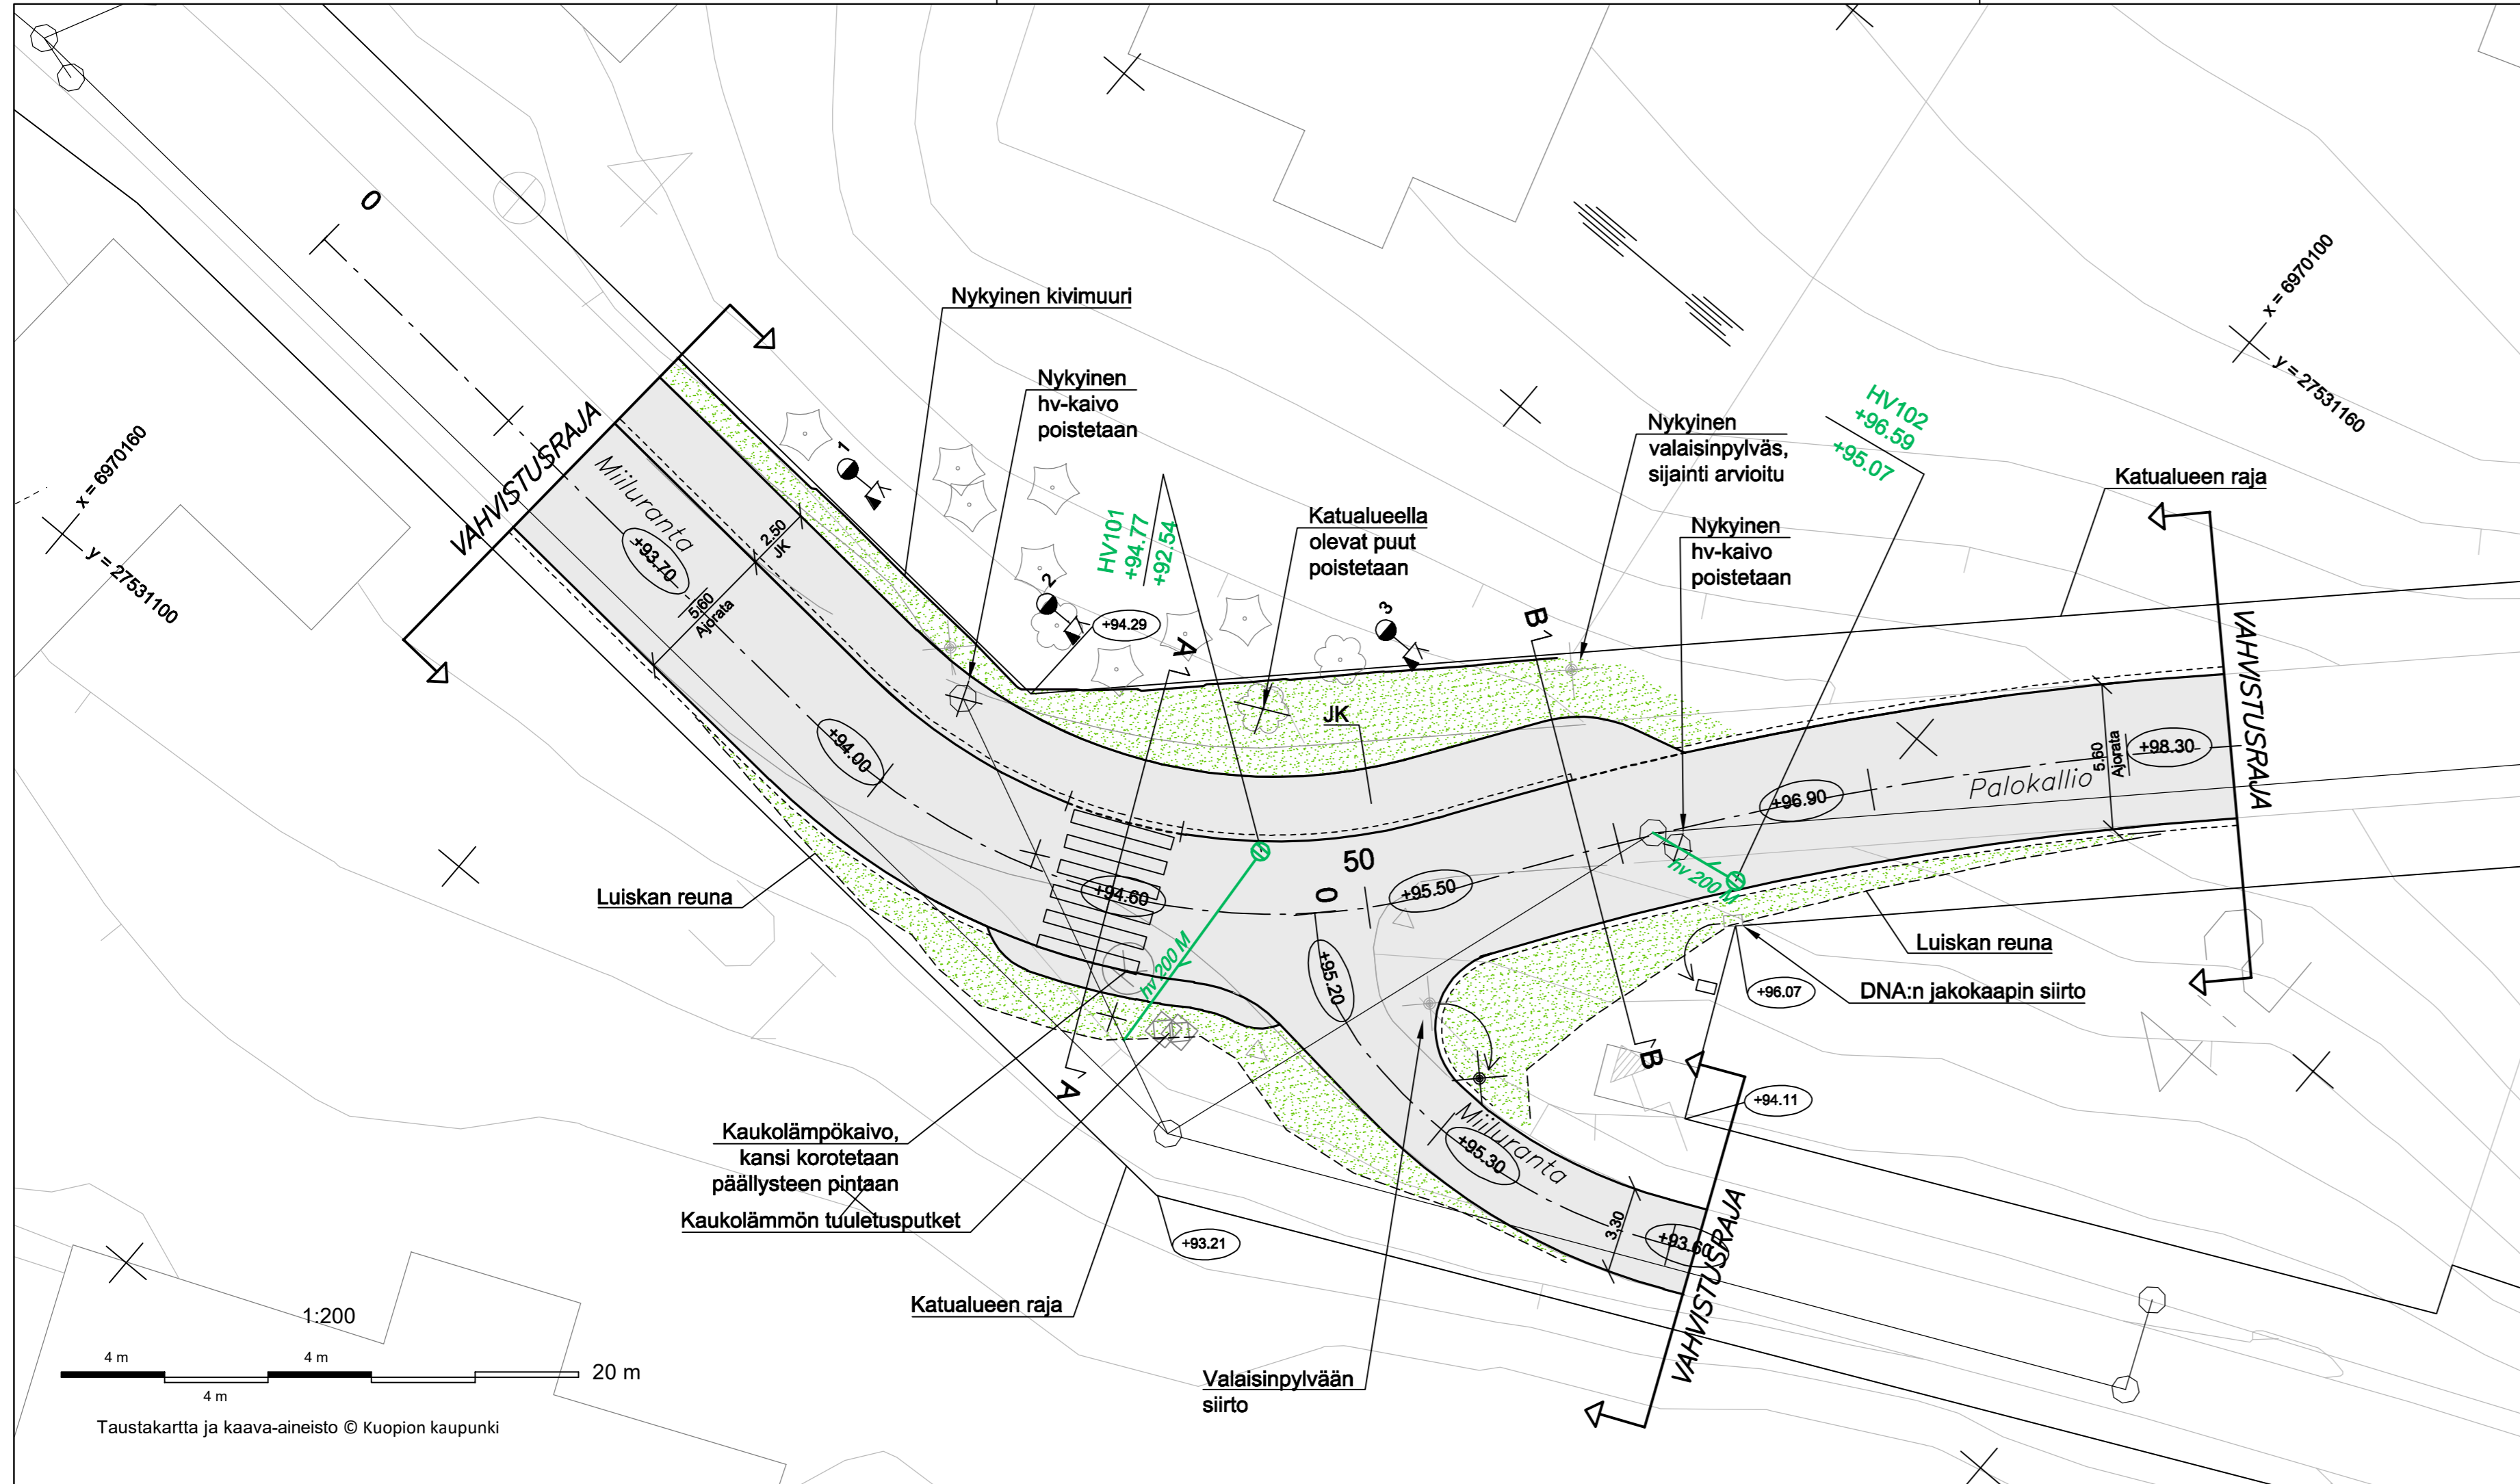 0
VAHVISTUSRAJA
Miiluranta
+93.70
2.50
JK
5.60
Ajorata
x = 6970160
y = 27531100
Nykyinen kivimuuri
Nykyinen
hv-kaivo
poistetaan
1
2
3
HV101
+94.77
+92.54
+94.29
A
Katualueella
olevat puut
poistetaan
Nykyinen
valaisinpylväs,
sijainti arvioitu
HV102
+96.59
+95.07
Nykyinen
hv-kaivo
poistetaan
x = 6970100
y = 27531160
Katualueen raja
B
VAHVISTUSRAJA
JK
+94.00
+94.60
50
0
+95.50
+95.20
+96.90
Palokallio
5.60
Ajorata
+98.30
hv 200 M
hv 200 M
Luiskan reuna
Luiskan reuna
DNA:n jakokaapin siirto
+96.07
B
+94.11
A
Kaukolämpökaivo,
kansi korotetaan
päällysteen pintaan
Kaukolämmön tuuletusputket
Miiluranta
+95.30
3.30
+93.60
VAHVISTUSRAJA
+93.21
Katualueen raja
Valaisinpylvään
siirto
1:200
4 m
4 m
4 m
20 m
Taustakartta ja kaava-aineisto © Kuopion kaupunki